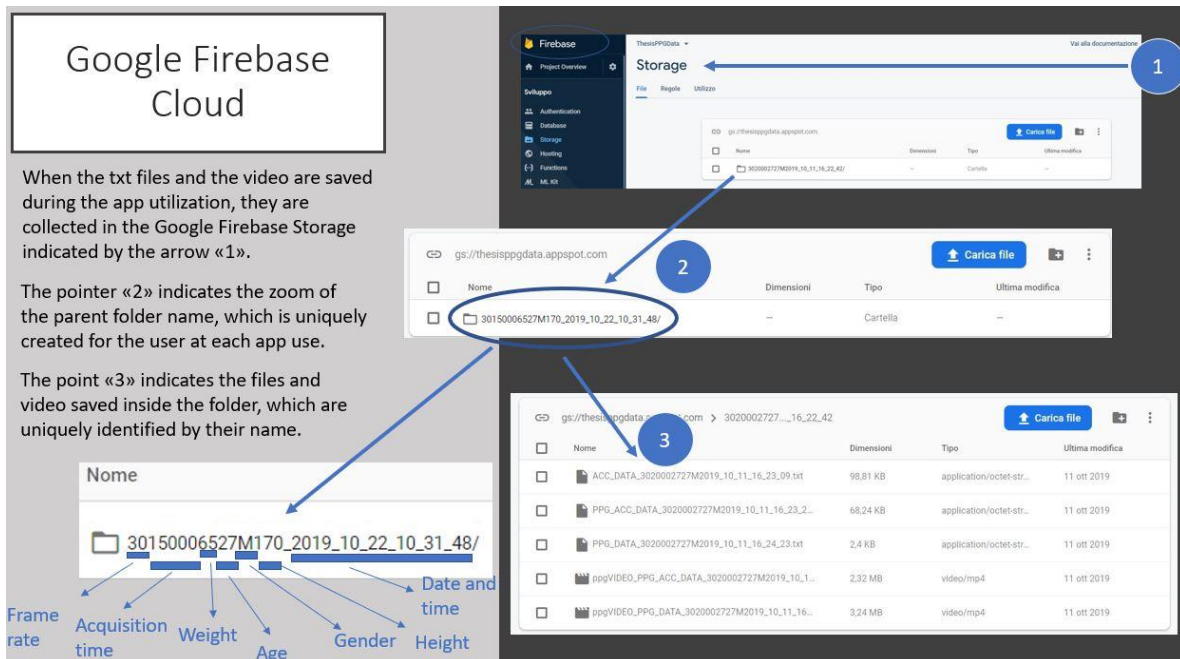 Google Firebase
Cloud
When the txt files and the video are saved
during the app utilization, they are
collected in the Google Firebase Storage
indicated by the arrow «1».
The pointer «2» indicates the zoom of
the parent folder name, which is uniquely
created for the user at each app use.
The point «3» indicates the files and
video saved inside the folder, which are
uniquely identified by their name.
Nome
30150006527M170_2019_10_22_10_31_48/
Frame
rate
Acquisition
time
Weight
Age
Gender
Height
Date and
time
Firebase
Project Overview
Sviluppo
Authentication
Database
Storage
Hosting
Functions
ML Kit
ThesisPPGData
Vai alla documentazione
Storage
1
File Regole Utilizzo
gs://thesisppgdata.appspot.com
Carica file
Nome Dimensioni Tipo Ultima modifica
3020002727M2019_10_11_16_22_42/ – Cartella –
2
gs://thesisppgdata.appspot.com
Carica file
Nome Dimensioni Tipo Ultima modifica
30150006527M170_2019_10_22_10_31_48/ – Cartella –
3
3020002727..._16_22_42
Carica file
Nome Dimensioni Tipo Ultima modifica
ACC_DATA_3020002727M2019_10_11_16_23_09.txt 98,81 KB application/octet-str... 11 ott 2019
PPG_ACC_DATA_3020002727M2019_10_11_16_23_2... 68,24 KB application/octet-str... 11 ott 2019
PPG_DATA_3020002727M2019_10_11_16_24_23.txt 2,4 KB application/octet-str... 11 ott 2019
ppgVIDEO_PPG_ACC_DATA_3020002727M2019_10_1... 2,32 MB video/mp4 11 ott 2019
ppgVIDEO_PPG_DATA_3020002727M2019_10_11_16... 3,24 MB video/mp4 11 ott 2019